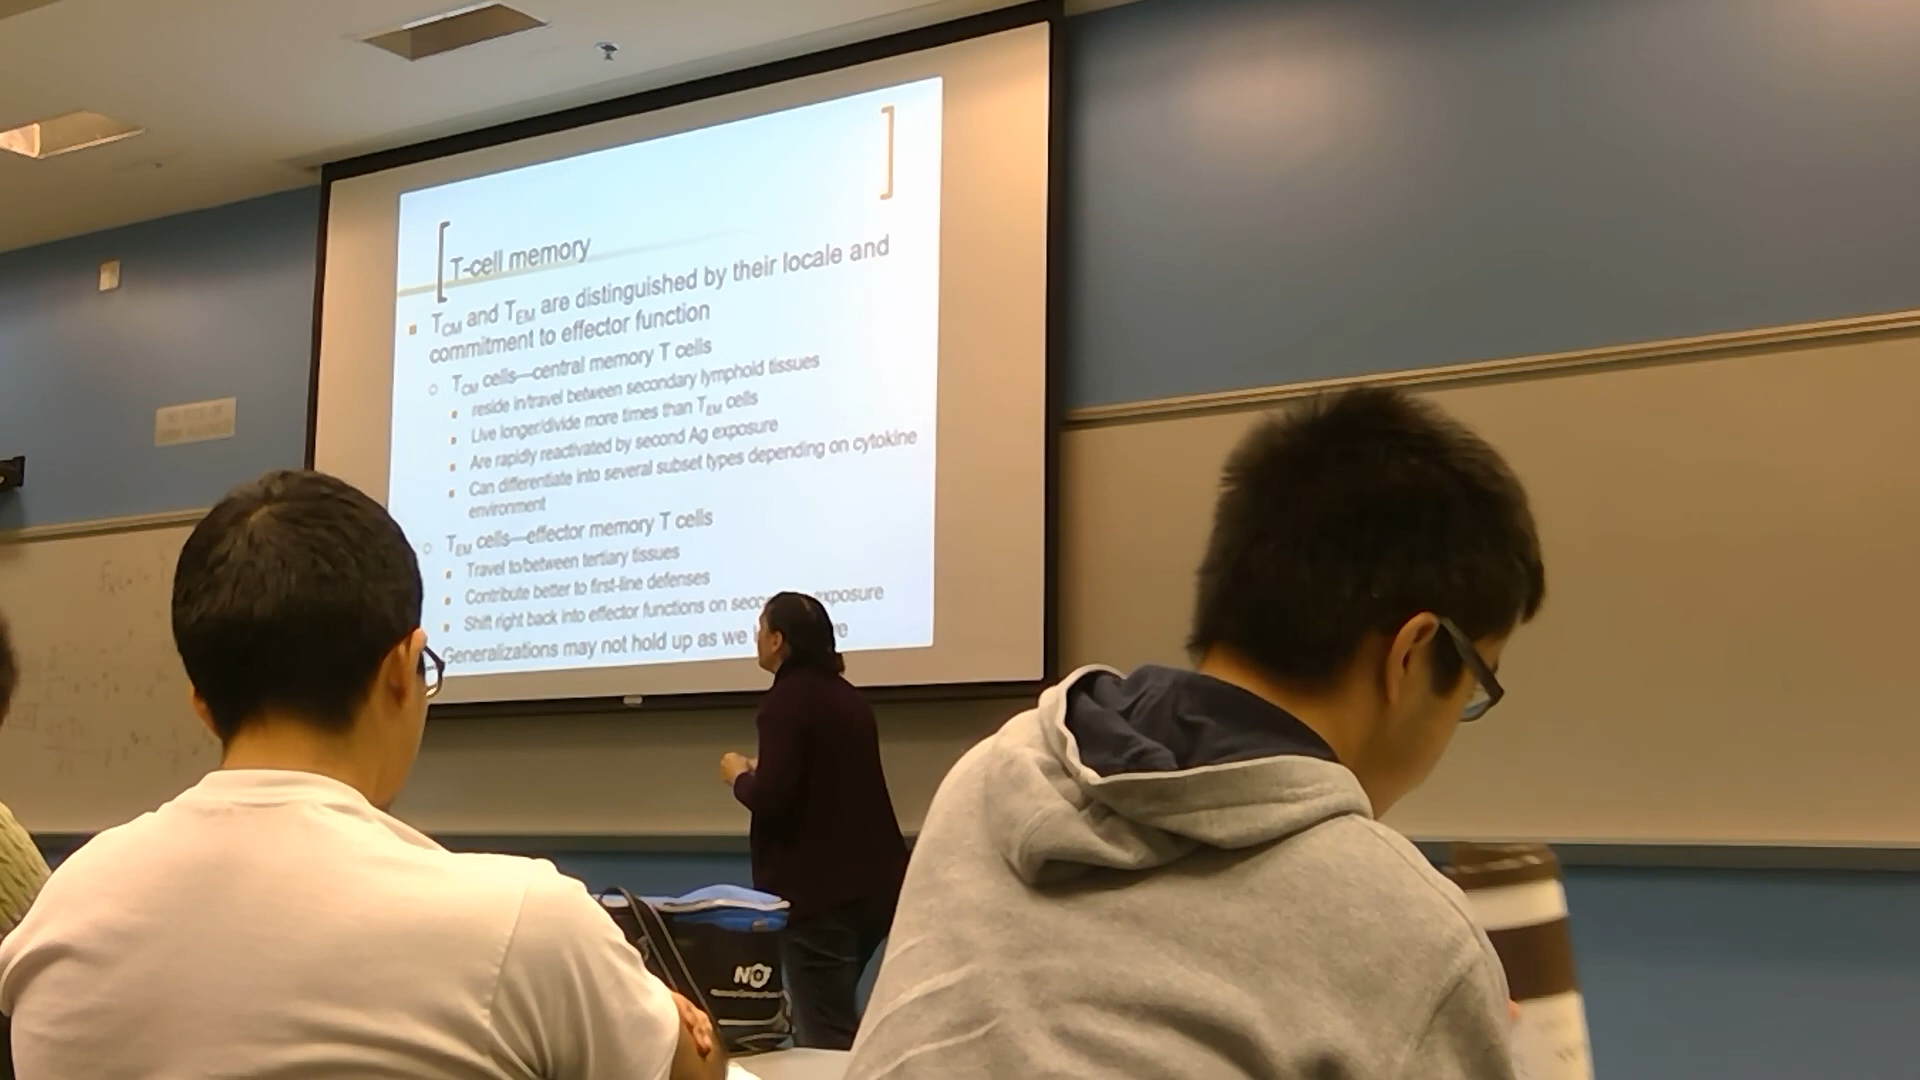 T-cell memory
TCM and TEM are distinguished by their locale and
commitment to effector function
TCM cells—central memory T cells
reside in/travel between secondary lymphoid tissues
Live longer/divide more times than TEM cells
Are rapidly reactivated by second Ag exposure
Can differentiate into several subset types depending on cytokine
environment
TEM cells—effector memory T cells
Travel to/between tertiary tissues
Contribute better to first-line defenses
Shift right back into effector functions on exposure
Generalizations may not hold up as we